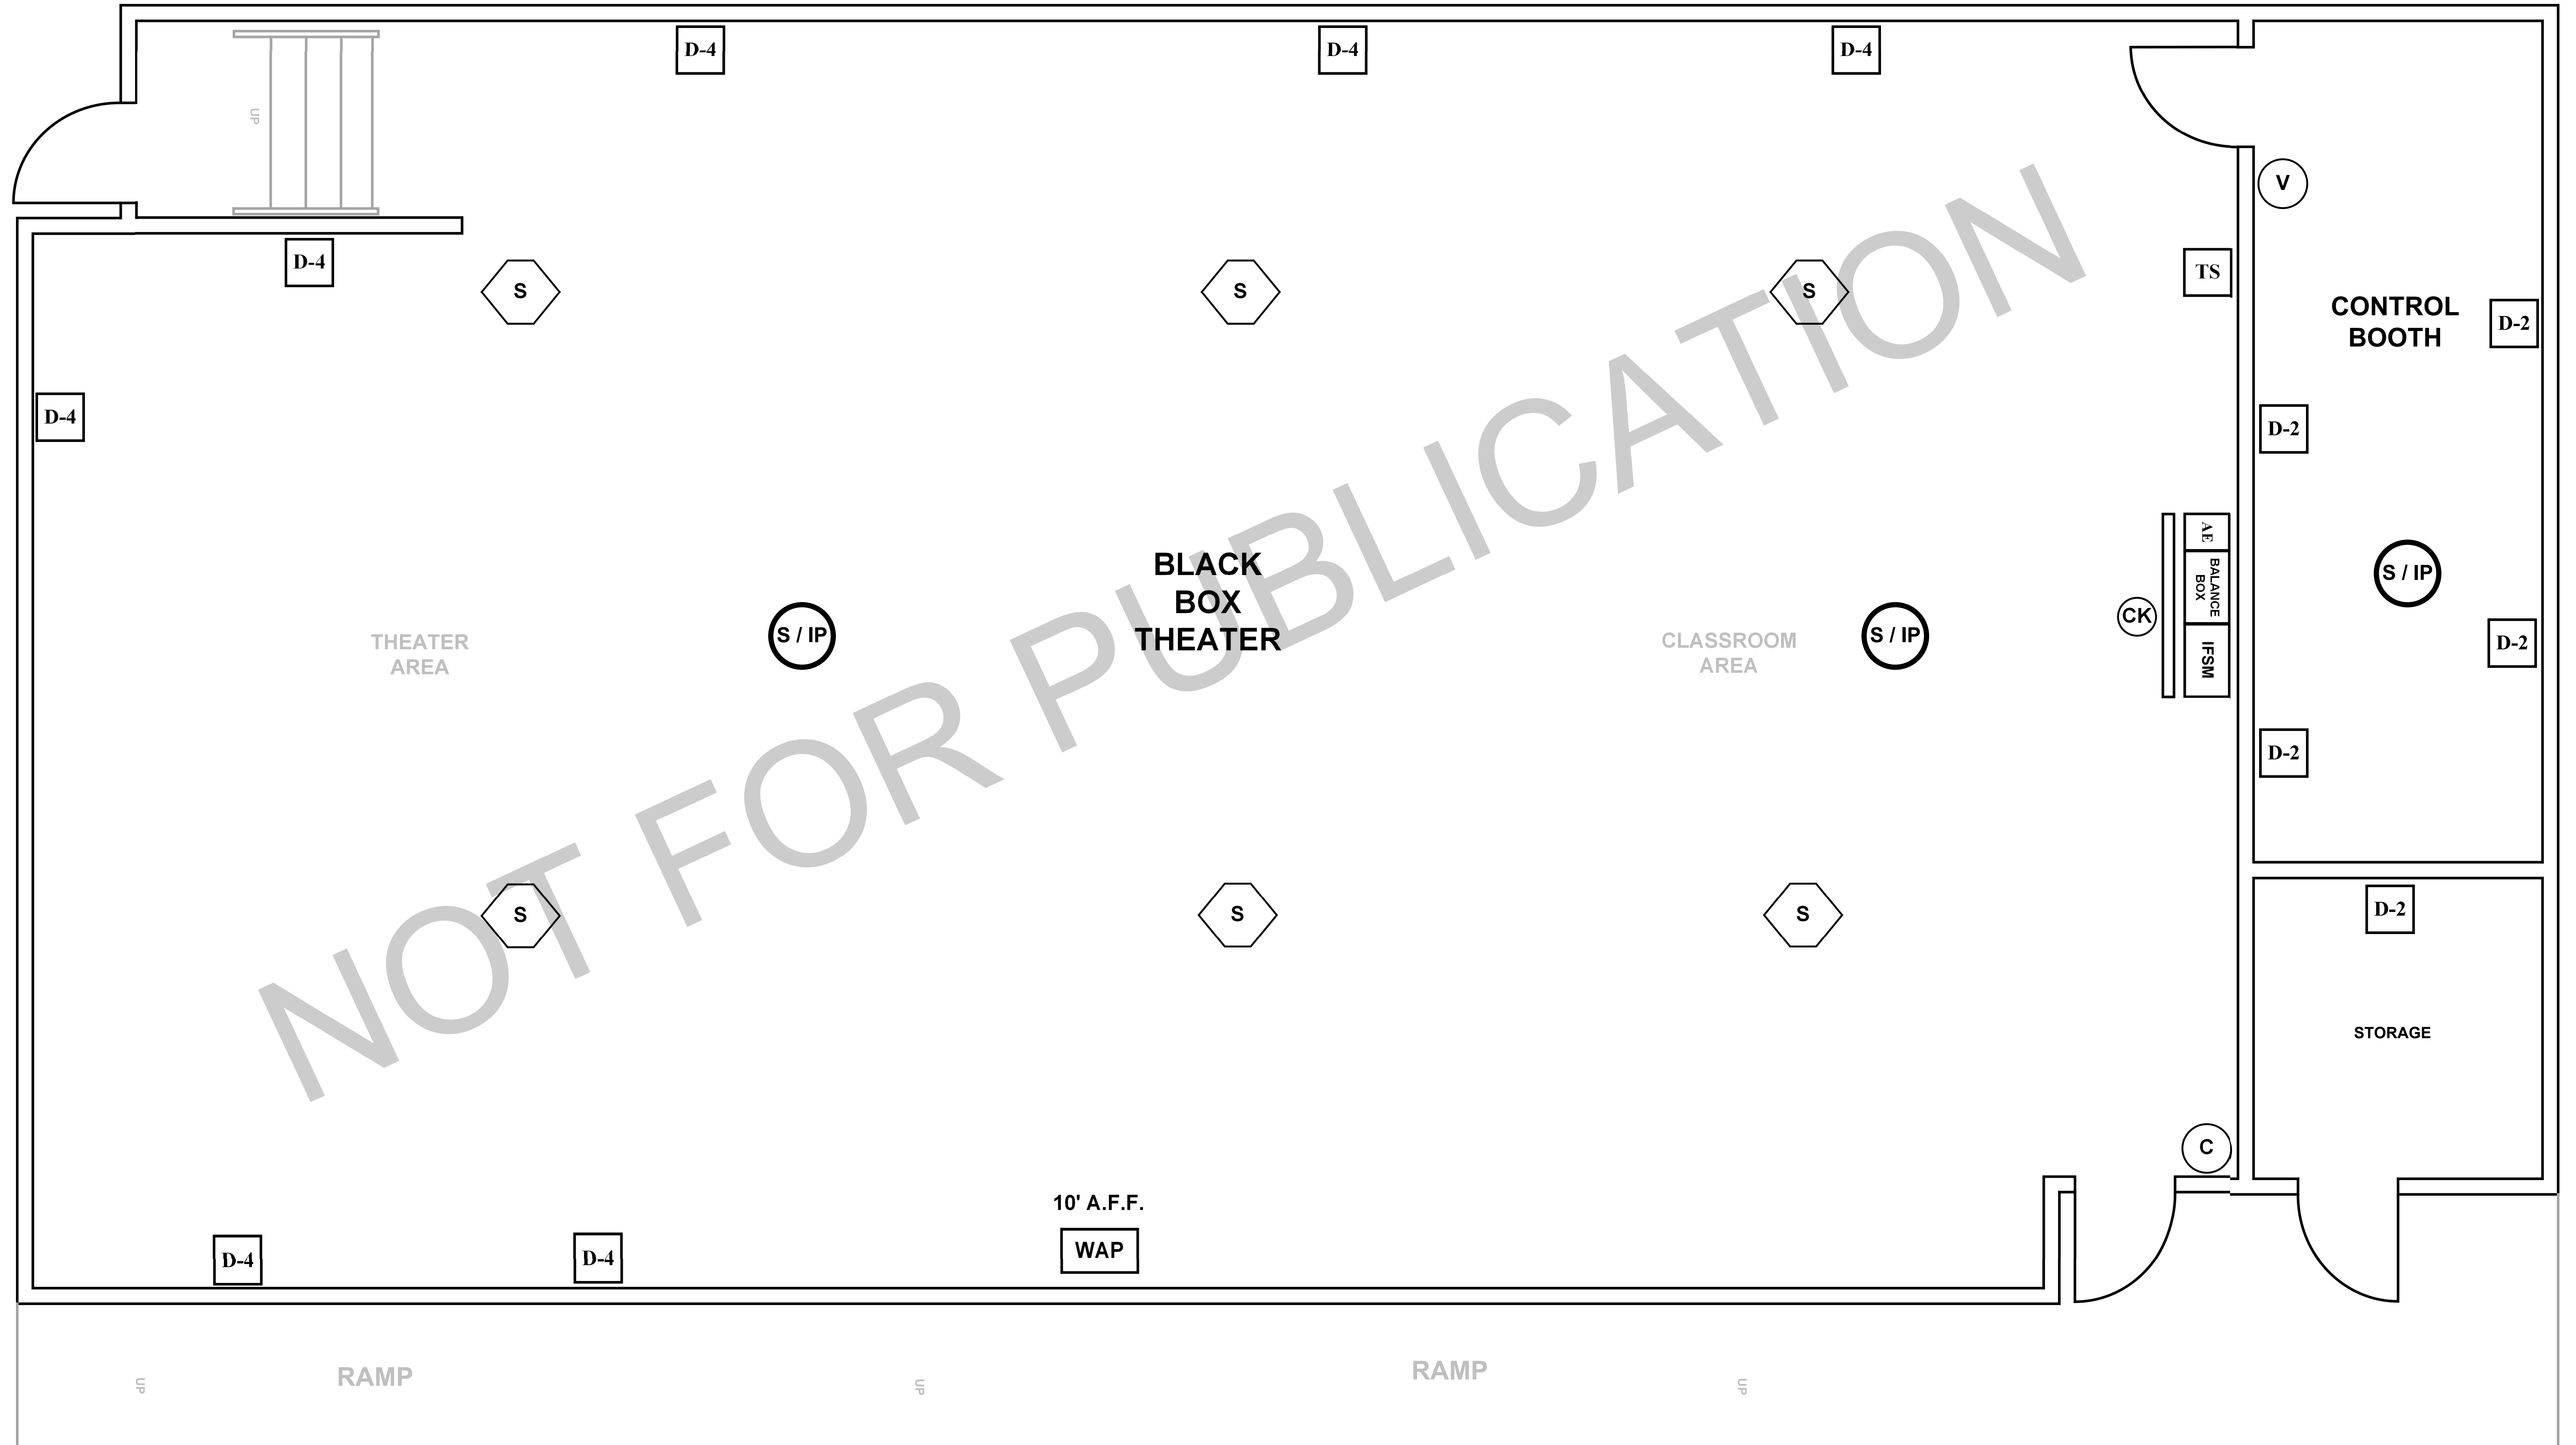 D-4
D-4
D-4
UP
V
D-4
S
S
S
TS
CONTROL
BOOTH
D-2
D-4
D-2
AE
BALANCE
BOX
IFSM
CK
S / IP
BLACK
BOX
THEATER
S / IP
S / IP
THEATER
AREA
CLASSROOM
AREA
D-2
D-2
NOT FOR PUBLICATION
S
S
S
D-2
STORAGE
C
10' A.F.F.
WAP
D-4
D-4
RAMP
RAMP
UP
UP
UP